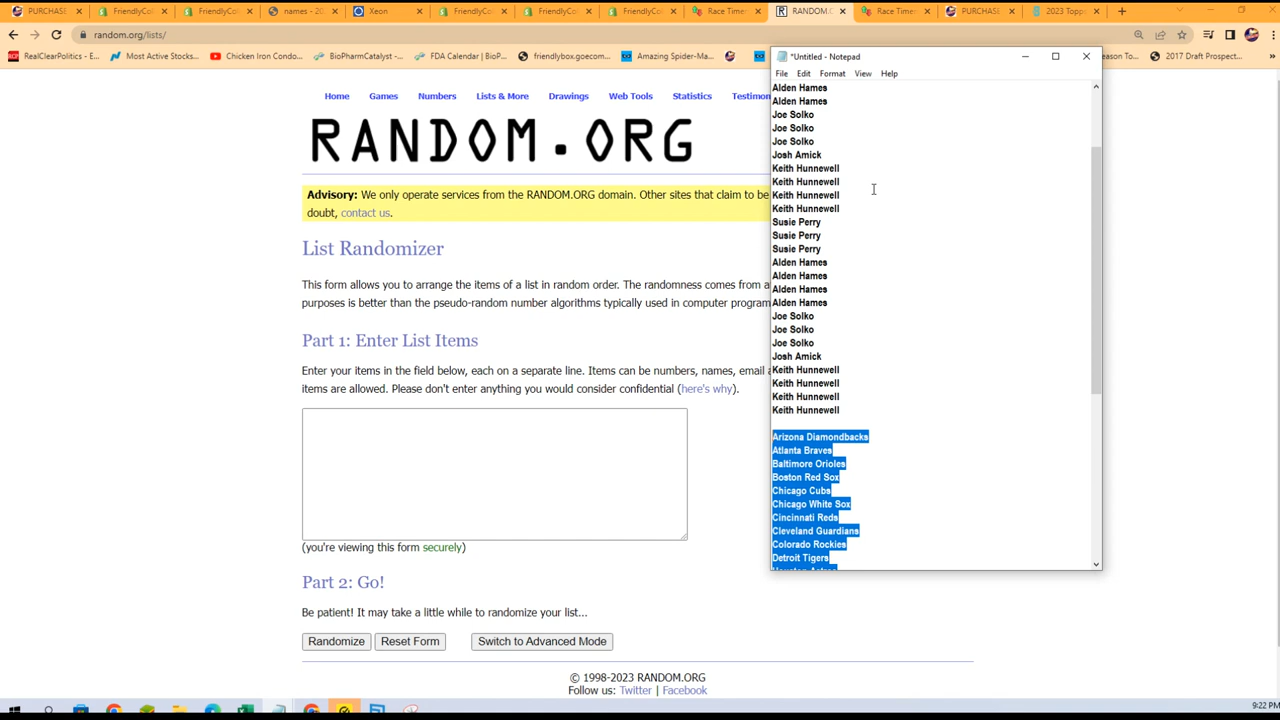 PURCHASE
FriendlyCol
FriendlyCol
names - 20
Xeon
FriendlyCol
FriendlyCol
FriendlyCol
Race Times
RANDOM.C
Race Times
PURCHASE
2023 Topps
random.org/lists/
RealClearPolitics - E...
Most Active Stocks...
Chicken Iron Condo...
BioPharmCatalyst -...
FDA Calendar | BioP...
friendlybox.goecom...
Amazing Spider-Ma...
eason To...
2017 Draft Prospect...
Home
Games
Numbers
Lists & More
Drawings
Web Tools
Statistics
Testimon
RANDOM.ORG
Advisory: We only operate services from the RANDOM.ORG domain. Other sites that claim to be
doubt, contact us.
List Randomizer
This form allows you to arrange the items of a list in random order. The randomness comes from a
purposes is better than the pseudo-random number algorithms typically used in computer program
Part 1: Enter List Items
Enter your items in the field below, each on a separate line. Items can be numbers, names, email a
items are allowed. Please don't enter anything you would consider confidential (here's why).
(you're viewing this form securely)
Part 2: Go!
Be patient! It may take a little while to randomize your list...
Randomize
Reset Form
Switch to Advanced Mode
© 1998-2023 RANDOM.ORG
Follow us: Twitter | Facebook
*Untitled - Notepad
File Edit Format View Help
Alden Hames
Alden Hames
Joe Solko
Joe Solko
Joe Solko
Josh Amick
Keith Hunnewell
Keith Hunnewell
Keith Hunnewell
Keith Hunnewell
Susie Perry
Susie Perry
Susie Perry
Alden Hames
Alden Hames
Alden Hames
Alden Hames
Joe Solko
Joe Solko
Joe Solko
Josh Amick
Keith Hunnewell
Keith Hunnewell
Keith Hunnewell
Keith Hunnewell
Arizona Diamondbacks
Atlanta Braves
Baltimore Orioles
Boston Red Sox
Chicago Cubs
Chicago White Sox
Cincinnati Reds
Cleveland Guardians
Colorado Rockies
Detroit Tigers
9:22 PM